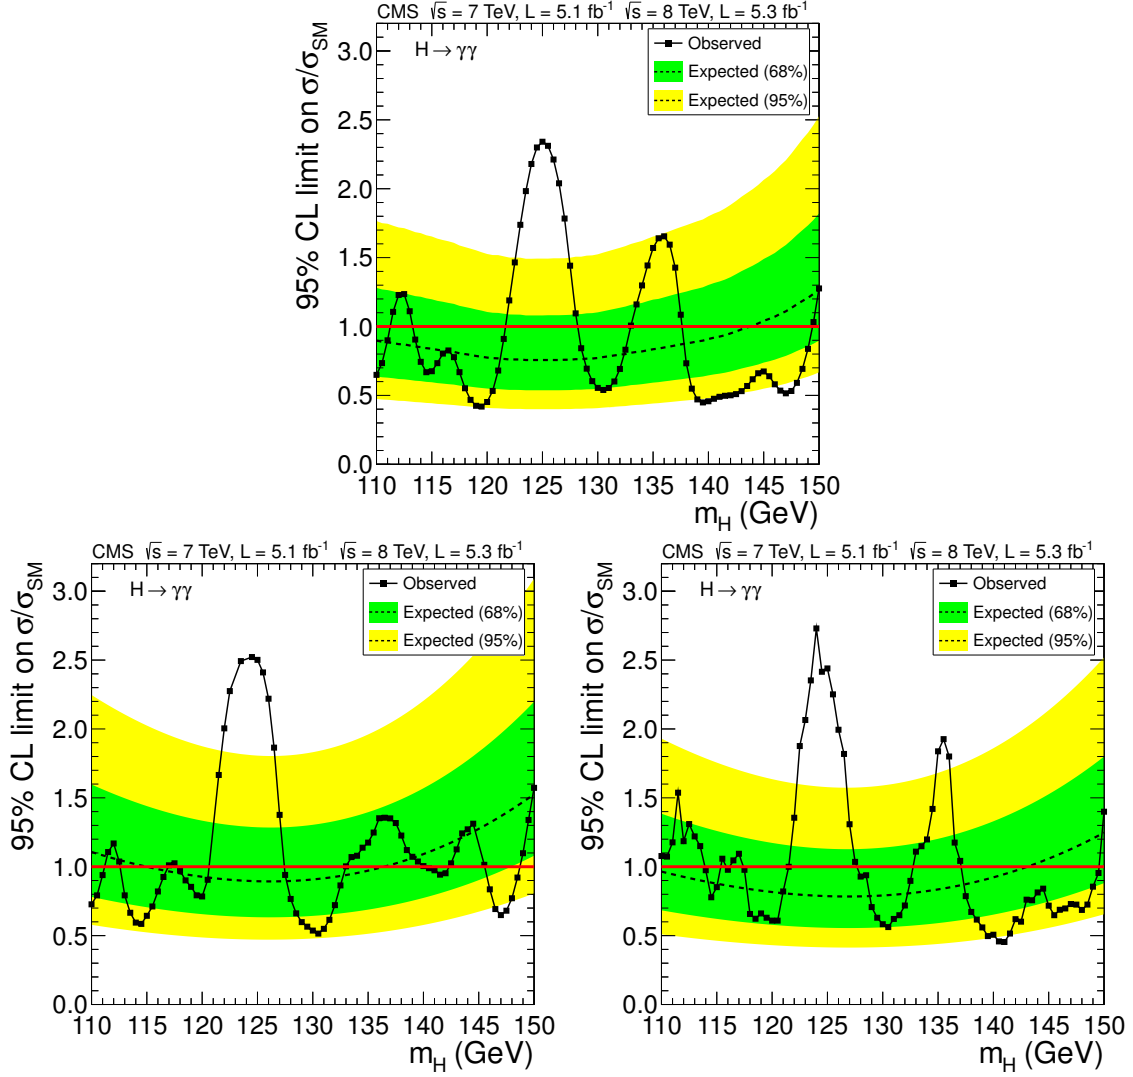 CMS √s = 7 TeV, L = 5.1 fb⁻¹ √s = 8 TeV, L = 5.3 fb⁻¹
H → γγ
Observed
Expected (68%)
Expected (95%)
95% CL limit on σ/σSM
3.0
2.5
2.0
1.5
1.0
0.5
0.0
110 115 120 125 130 135 140 145 150
mH (GeV)
CMS √s = 7 TeV, L = 5.1 fb⁻¹ √s = 8 TeV, L = 5.3 fb⁻¹
H → γγ
Observed
Expected (68%)
Expected (95%)
95% CL limit on σ/σSM
3.0
2.5
2.0
1.5
1.0
0.5
0.0
110 115 120 125 130 135 140 145 150
mH (GeV)
CMS √s = 7 TeV, L = 5.1 fb⁻¹ √s = 8 TeV, L = 5.3 fb⁻¹
H → γγ
Observed
Expected (68%)
Expected (95%)
95% CL limit on σ/σSM
3.0
2.5
2.0
1.5
1.0
0.5
0.0
110 115 120 125 130 135 140 145 150
mH (GeV)